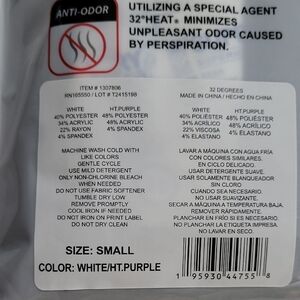 ANTI-ODOR
UTILIZING A SPECIAL AGENT
32°HEAT® MINIMIZES
UNPLEASANT ODOR CAUSED
BY PERSPIRATION.
ITEM # 1307806
RN165550 / LOT # T2415198
WHITE HT.PURPLE
40% POLYESTER 48% POLYESTER
34% ACRYLIC 48% ACRYLIC
22% RAYON 4% SPANDEX
4% SPANDEX
MACHINE WASH COLD WITH
LIKE COLORS
GENTLE CYCLE
USE MILD DETERGENT
ONLY NON-CHLORINE BLEACH
WHEN NEEDED
DO NOT USE FABRIC SOFTENER
TUMBLE DRY LOW
REMOVE PROMPTLY
COOL IRON IF NEEDED
DO NOT IRON ON PRINT LABEL
DO NOT DRY CLEAN
32 DEGREES
MADE IN CHINA / HECHO EN CHINA
WHITE HT.PURPLE
40% POLIÉSTER 48% POLIÉSTER
34% ACRÍLICO 48% ACRÍLICO
22% VISCOSA 4% ELASTANO
4% ELASTANO
LAVAR A MÁQUINA CON AGUA FRÍA
CON COLORES SIMILARES.
EN CICLO DELICADO
USAR DETERGENTE SUAVE.
USAR SOLAMENTE BLANQUEADOR
SIN CLORO
CUANDO SEA NECESARIO.
NO USAR SUAVIZANTE.
SECAR A MÁQUINA A TEMPERATURA BAJA.
REMOVER RÁPIDAMENTE.
PLANCHAR EN FRÍO SI ES NECESARIO.
NO PLANCHAR LA ETIQUETA IMPRESA
NO LAVAR EN SECO.
SIZE: SMALL
COLOR: WHITE/HT.PURPLE
1 95930 44755 8